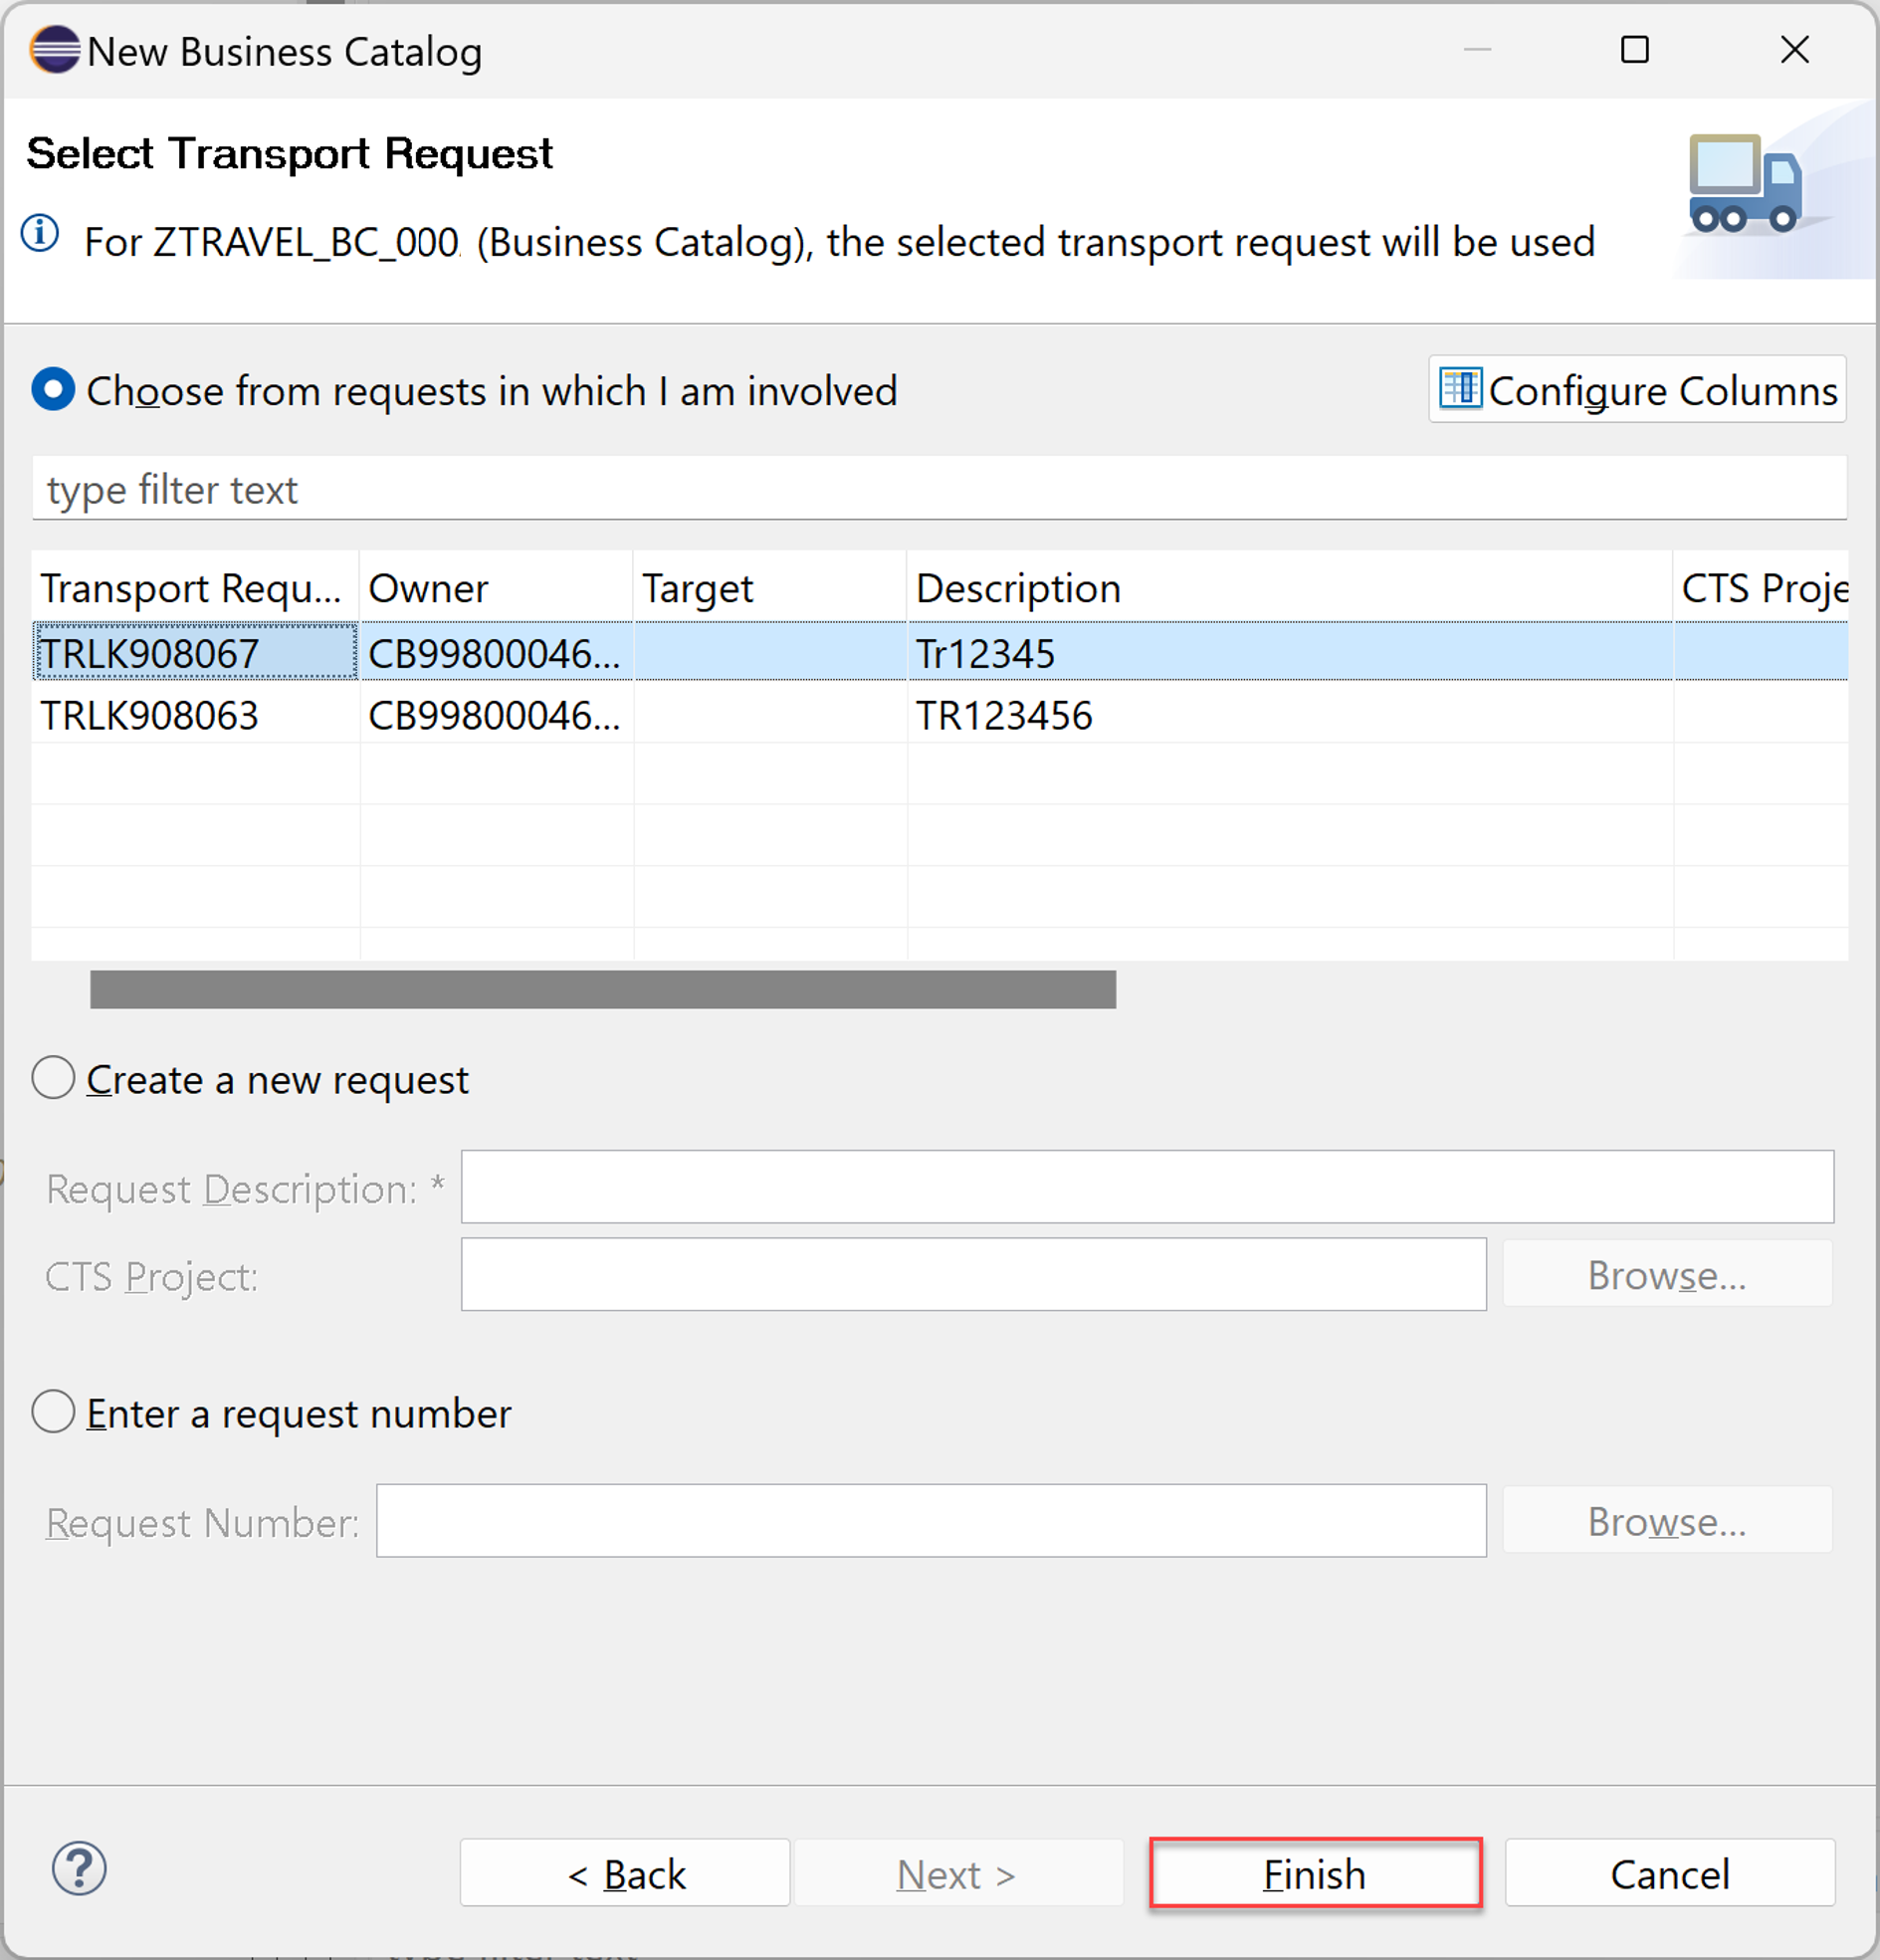 New Business Catalog
Select Transport Request
For ZTRAVEL_BC_000 (Business Catalog), the selected transport request will be used
Choose from requests in which I am involved
Configure Columns
type filter text
Transport Requ... Owner Target Description CTS Proje
TRLK908067 CB99800046... Tr12345
TRLK908063 CB99800046... TR123456
Create a new request
Request Description: *
CTS Project: Browse...
Enter a request number
Request Number: Browse...
< Back Next > Finish Cancel